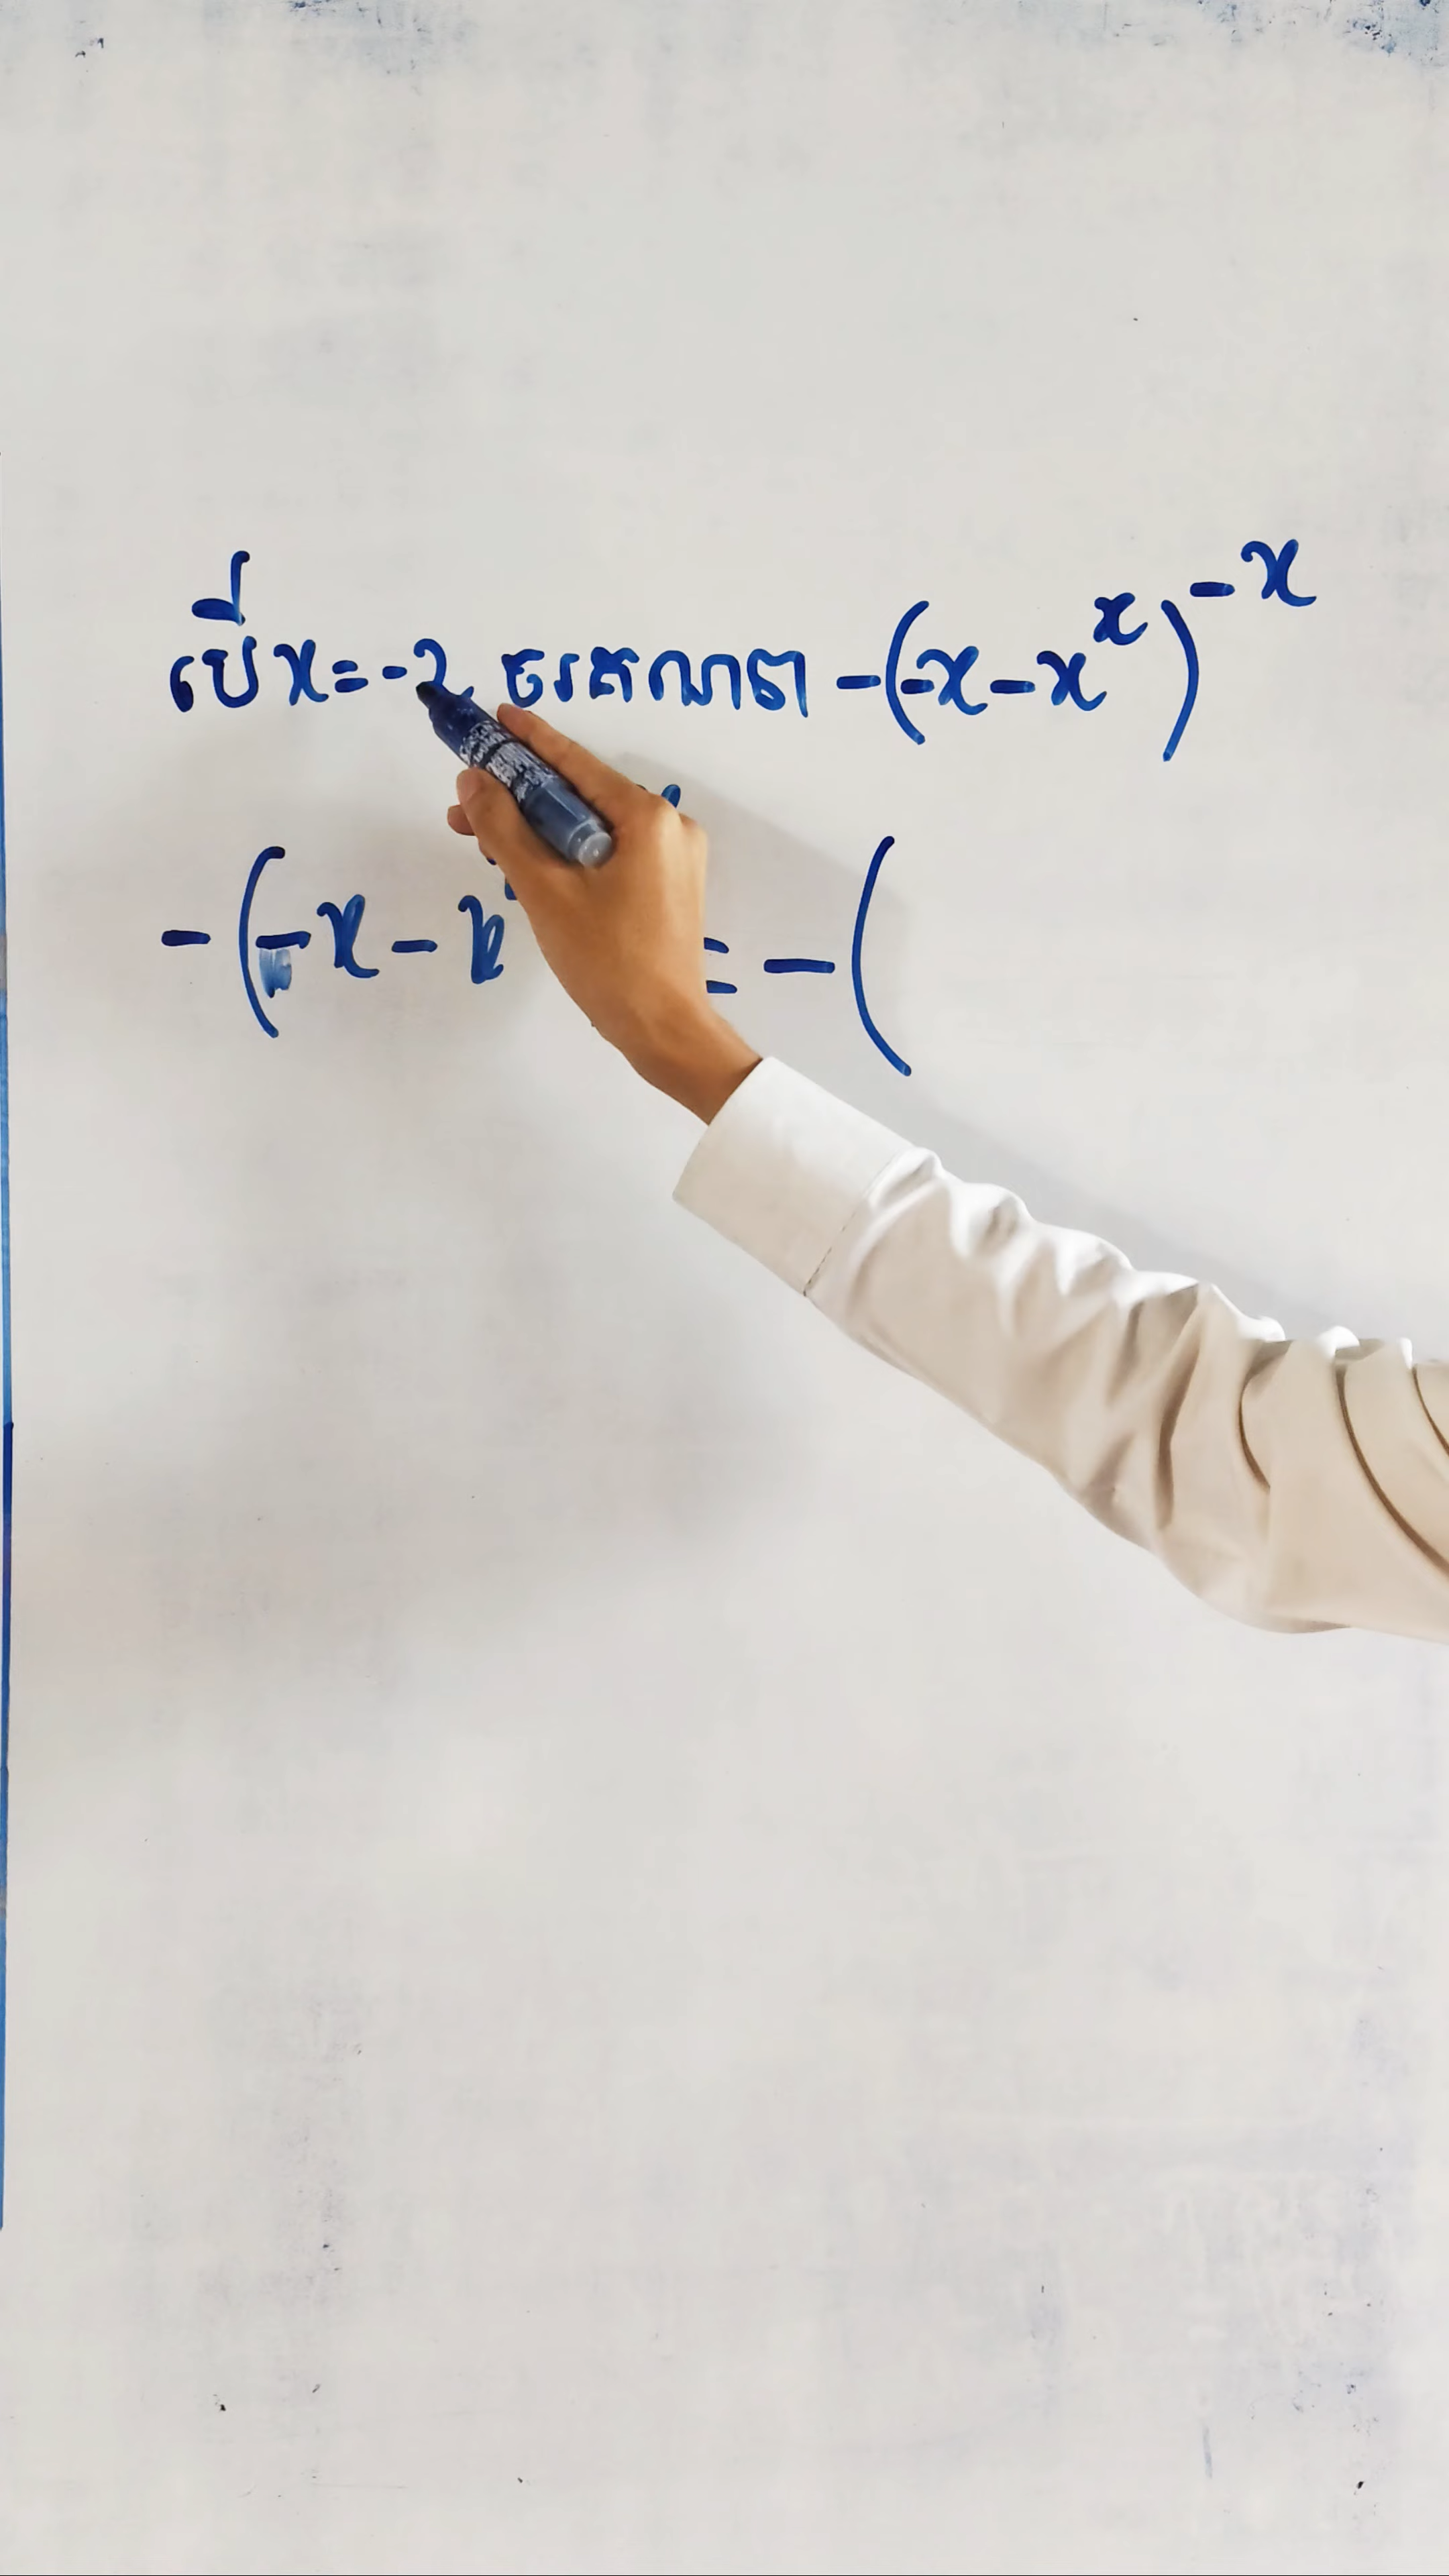 បើ x = -2 ចរគណនា -(-x - x^x)^-x
-(-x - x = -(